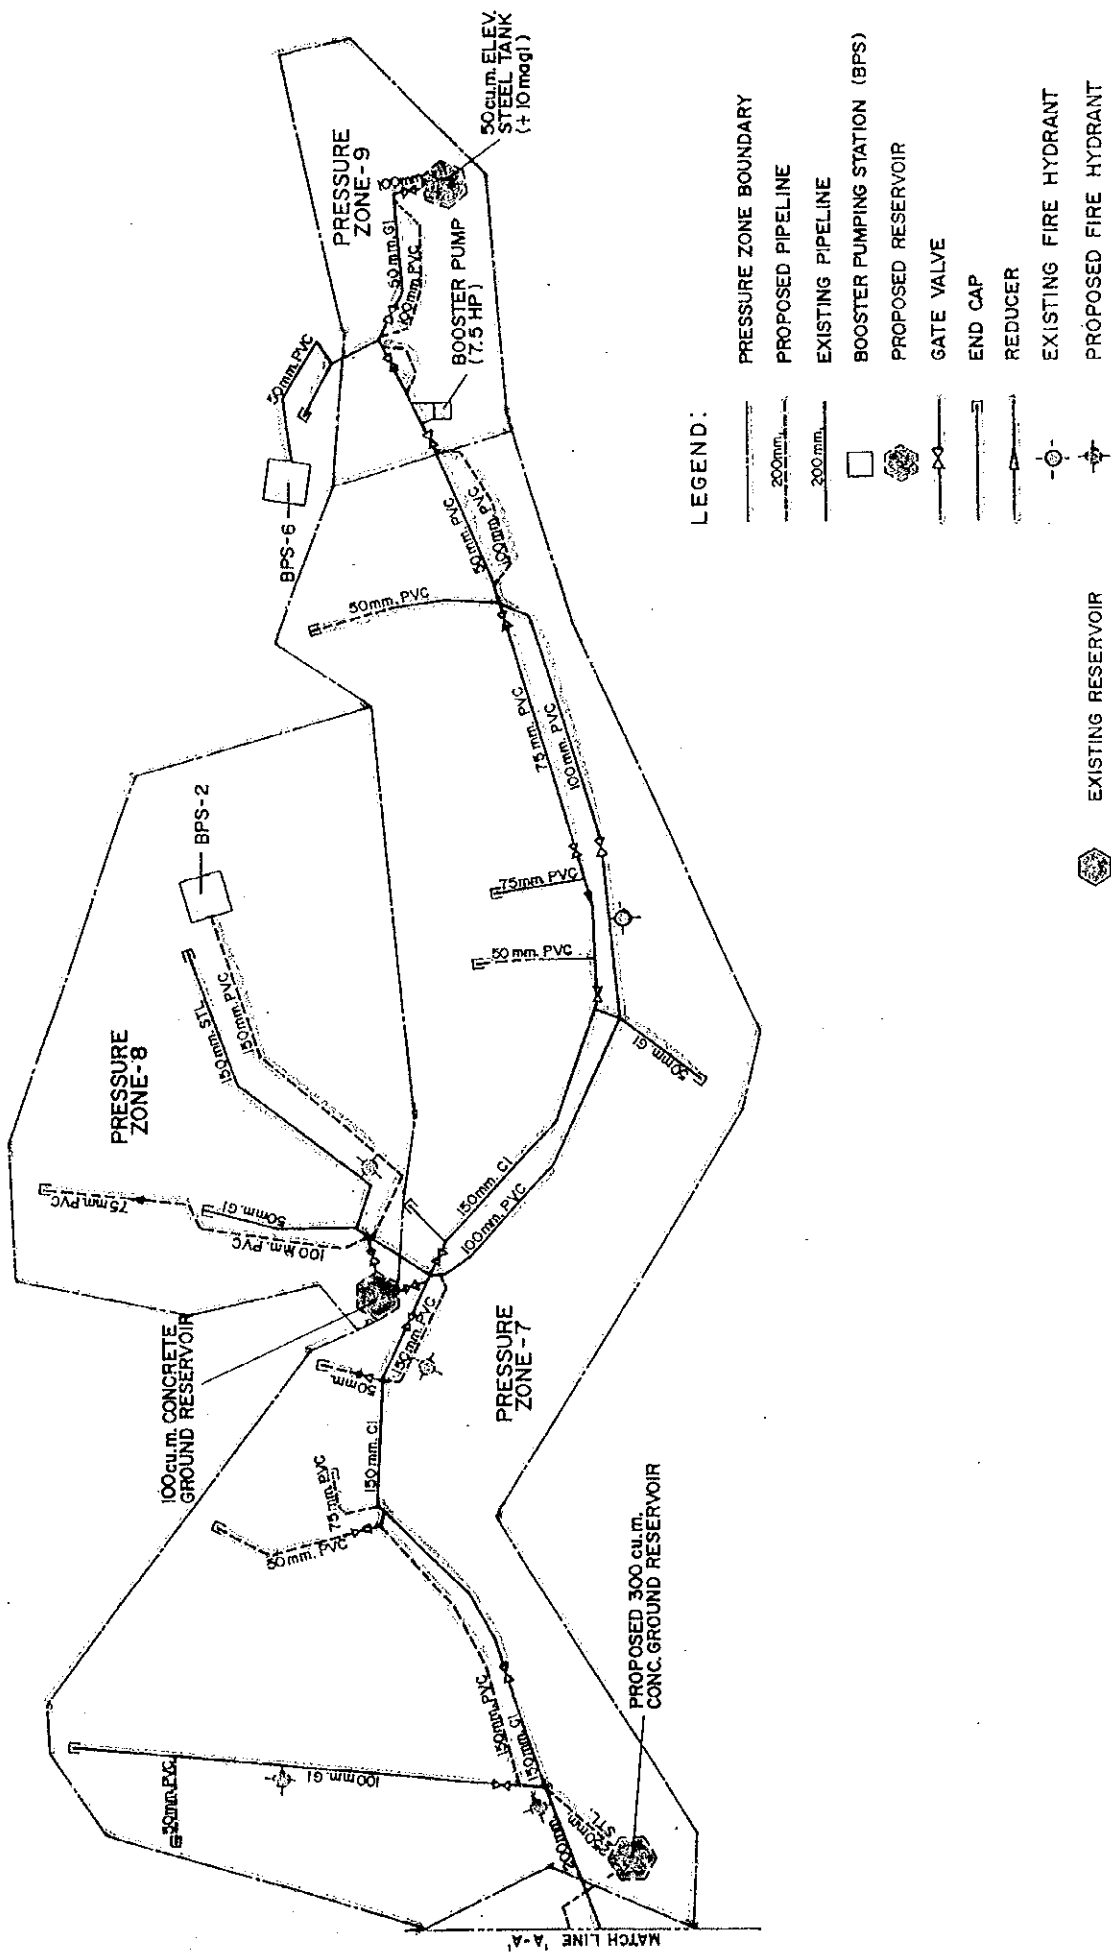 50cu.m. ELEV.
STEEL TANK
(+10magl)
PRESSURE
ZONE-9
100mm.
50mm.GI
100mm.PVC
BOOSTER PUMP
(7.5 HP)
50mm.PVC
BPS-6
50mm. PVC
100mm. PVC
50mm. PVC
75mm. PVC
100mm. PVC
75mm. PVC
50mm. PVC
50mm. GI
BPS-2
PRESSURE
ZONE-8
150mm. STL.
150mm. PVC
75mm.PVC
50mm. GI
100mm. PVC
150mm. CI
100mm. PVC
100cu.m. CONCRETE
GROUND RESERVOIR
150mm. PVC
50mm.
PRESSURE
ZONE-7
150mm. CI
75mm. PVC
50mm. PVC
150mm. PVC
150mm. CI
100mm. GI
50mm.PVC
200mm.
250mm.
STL.
PROPOSED 300 cu.m.
CONC. GROUND RESERVOIR
MATCH LINE 'A-A'
LEGEND:
PRESSURE ZONE BOUNDARY
200mm.
PROPOSED PIPELINE
200mm.
EXISTING PIPELINE
BOOSTER PUMPING STATION (BPS)
PROPOSED RESERVOIR
GATE VALVE
END CAP
REDUCER
EXISTING FIRE HYDRANT
PROPOSED FIRE HYDRANT
EXISTING RESERVOIR